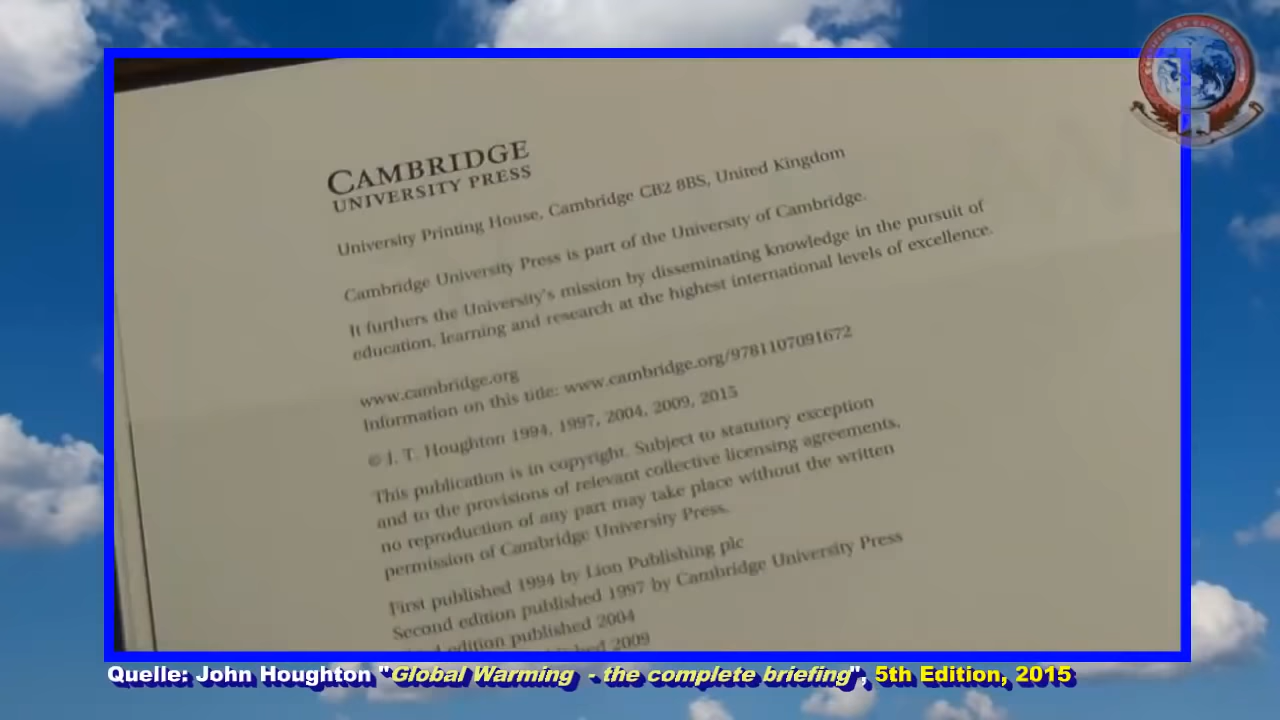 CAMBRIDGE
UNIVERSITY PRESS
University Printing House, Cambridge CB2 8BS, United Kingdom
Cambridge University Press is part of the University of Cambridge.
It furthers the University's mission by disseminating knowledge in the pursuit of
education, learning and research at the highest international levels of excellence.
www.cambridge.org
Information on this title: www.cambridge.org/9781107091672
© J. T. Houghton 1994, 1997, 2004, 2009, 2015
This publication is in copyright. Subject to statutory exception
and to the provisions of relevant collective licensing agreements,
no reproduction of any part may take place without the written
permission of Cambridge University Press.
First published 1994 by Lion Publishing plc
Second edition published 1997 by Cambridge University Press
edition published 2004
2009
Quelle: John Houghton "Global Warming - the complete briefing", 5th Edition, 2015